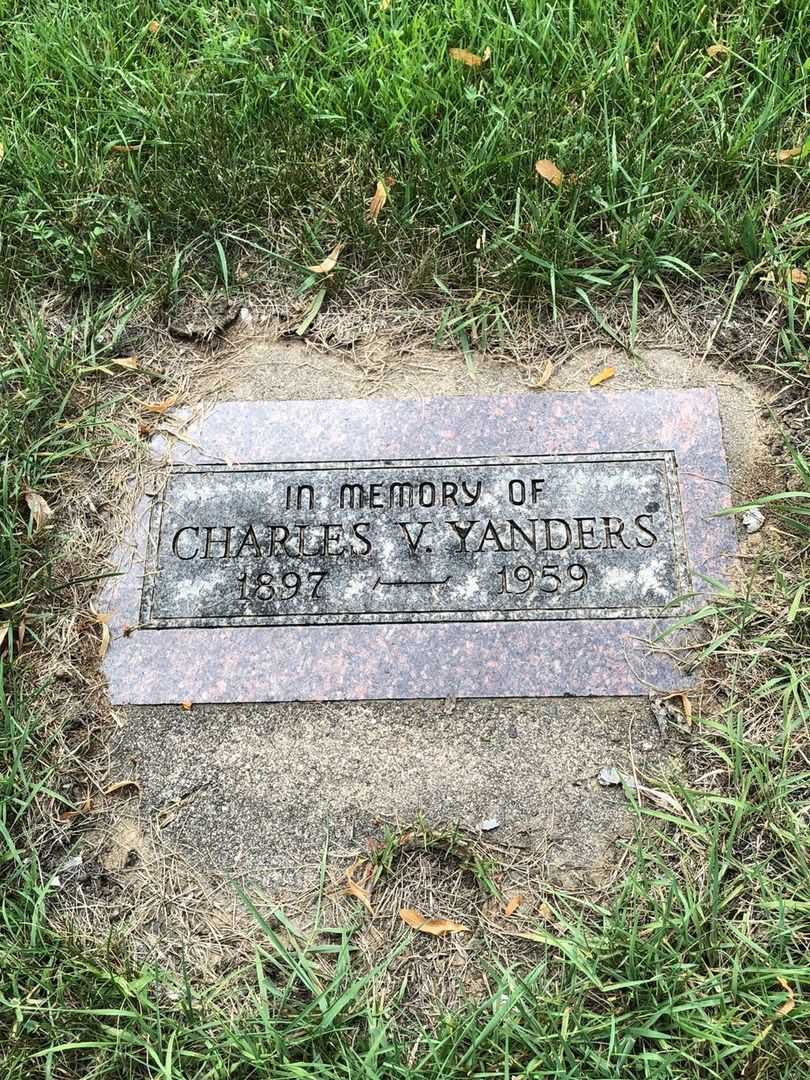 IN MEMORY OF
CHARLES V. YANDERS
1897 — 1959